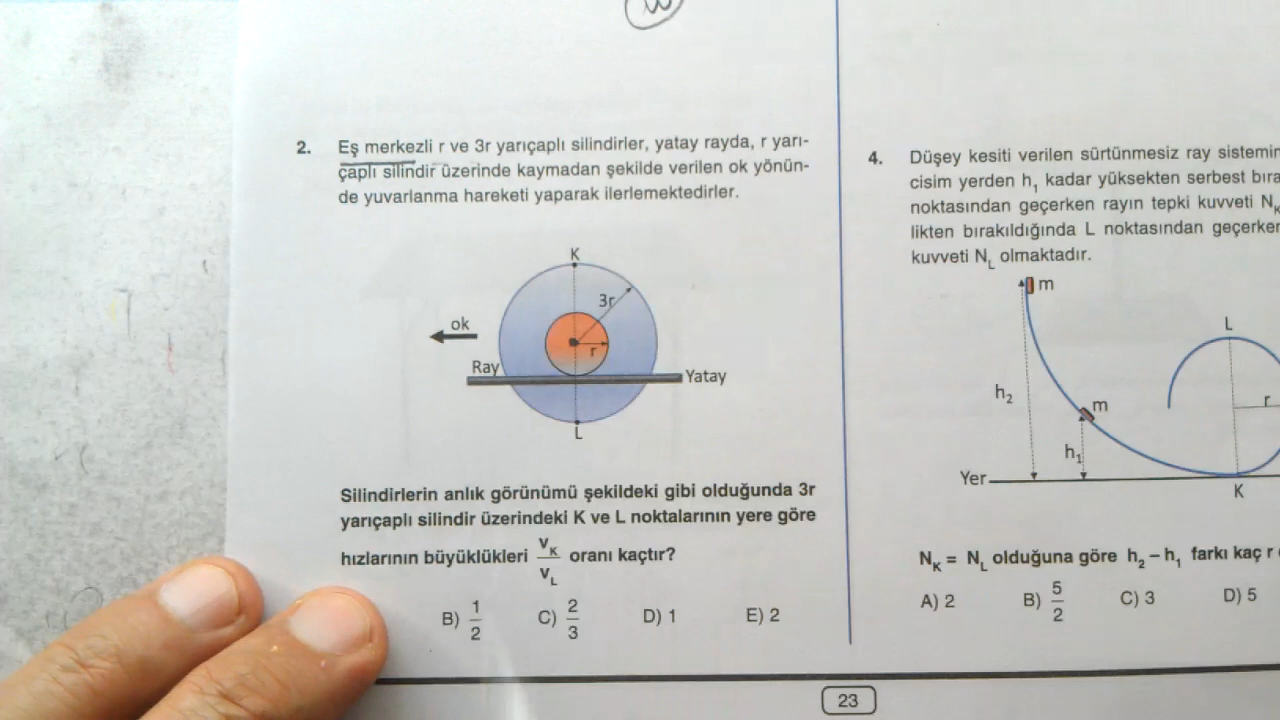 2. Eş merkezli r ve 3r yarıçaplı silindirler, yatay rayda, r yarı-
çaplı silindir üzerinde kaymadan şekilde verilen ok yönün-
de yuvarlanma hareketi yaparak ilerlemektedirler.
K
3r
ok
r
Ray
Yatay
L
Silindirlerin anlık görünümü şekildeki gibi olduğunda 3r
yarıçaplı silindir üzerindeki K ve L noktalarının yere göre
hızlarının büyüklükleri V_K/V_L oranı kaçtır?
B) 1/2 C) 2/3 D) 1 E) 2
4. Düşey kesiti verilen sürtünmesiz ray
cisim yerden h₁ kadar yüksekten serbest
noktasından geçerken rayın tepki kuvveti
likten bırakıldığında L noktasından
kuvveti N_L olmaktadır.
m
L
h₂
m
r
h₁
Yer
K
N_K = N_L olduğuna göre h₂ – h₁ farkı kaç r
A) 2 B) 5/2 C) 3 D) 5
23